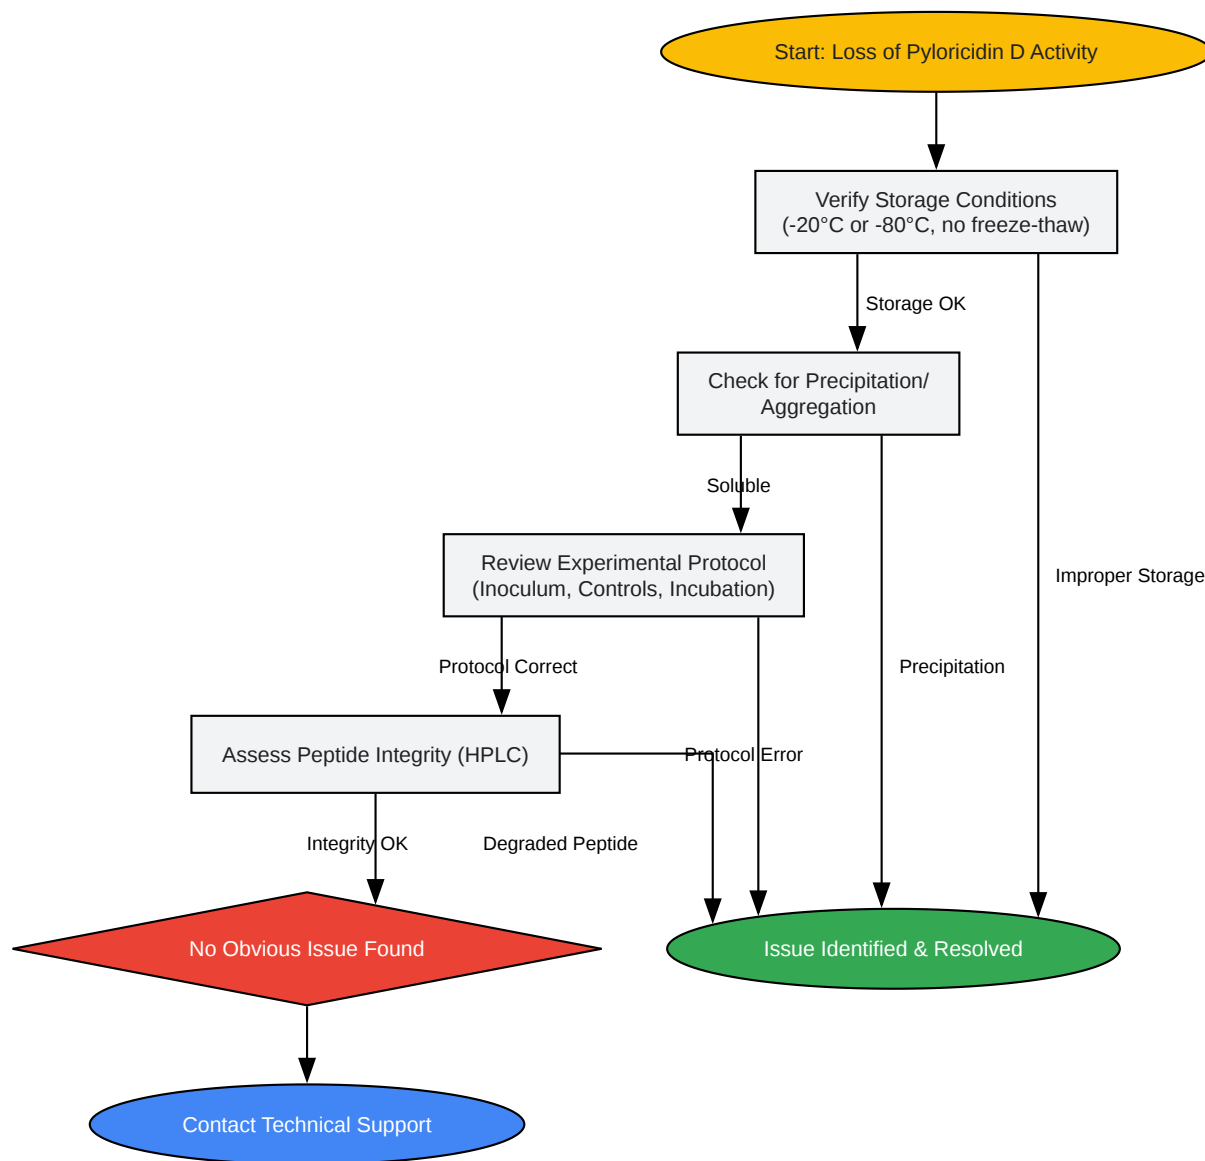 Start: Loss of Pyloricidin D Activity
Verify Storage Conditions
(-20°C or -80°C, no freeze-thaw)
Storage OK
Check for Precipitation/
Aggregation
Soluble
Review Experimental Protocol
(Inoculum, Controls, Incubation)
Improper Storage
Protocol Correct
Precipitation
Assess Peptide Integrity (HPLC)
Protocol Error
Integrity OK
Degraded Peptide
No Obvious Issue Found
Issue Identified & Resolved
Contact Technical Support